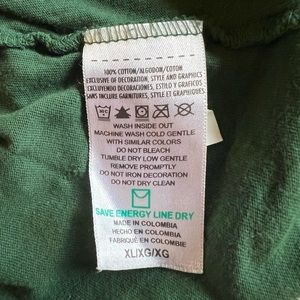 100% COTTON/ALGODON/COTON
EXCLUSIVE OF DECORATION, STYLE AND GRAPHICS
EXCLUYENDO DECORACIONES, ESTILO Y GRAFICOS
SANS INCLURE GARNITURES, STYLE ET GRAPHICS
WASH INSIDE OUT
MACHINE WASH COLD GENTLE
WITH SIMILAR COLORS
DO NOT BLEACH
TUMBLE DRY LOW GENTLE
REMOVE PROMPTLY
DO NOT IRON DECORATION
DO NOT DRY CLEAN
SAVE ENERGY LINE DRY
MADE IN COLOMBIA
HECHO EN COLOMBIA
FABRIQUÉ EN COLOMBIE
XL/XG/XG